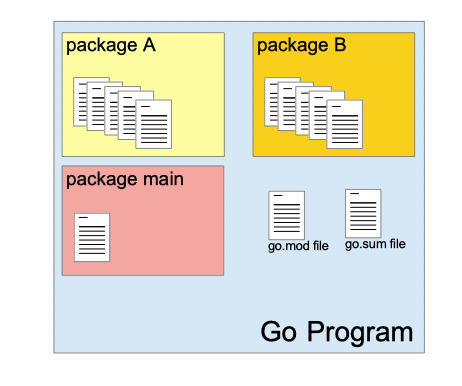 package A
package B
package main
go.mod file
go.sum file
Go Program